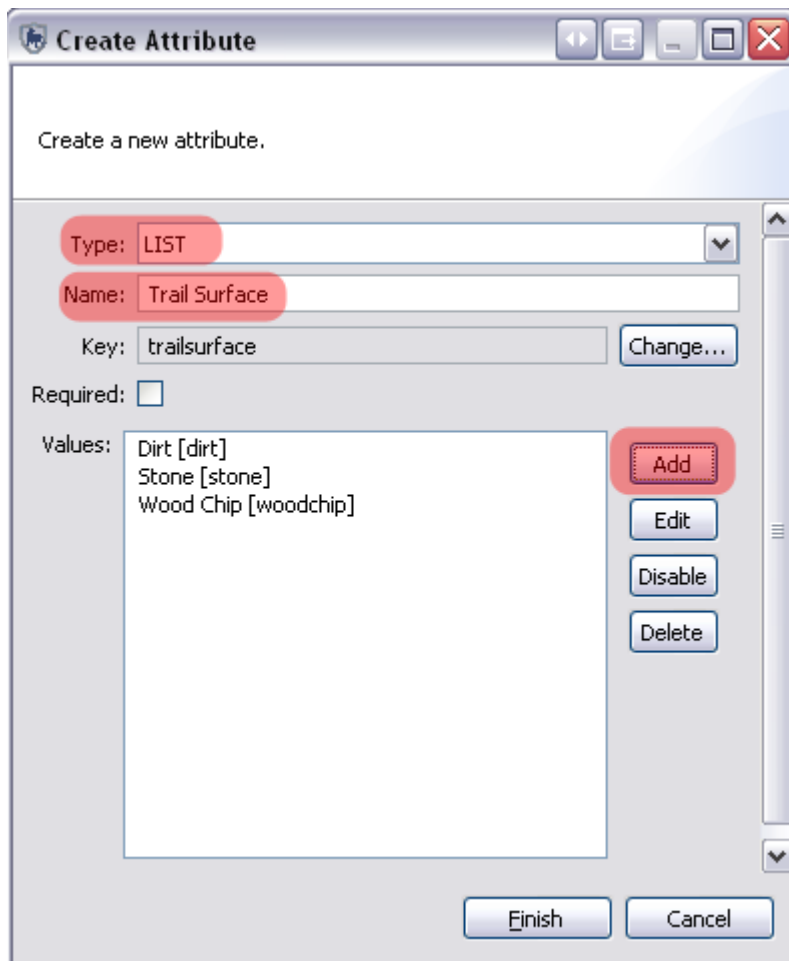 Create Attribute
Create a new attribute.
Type: LIST
Name: Trail Surface
Key: trailsurface Change...
Required:
Values: Dirt [dirt]
Stone [stone]
Wood Chip [woodchip]
Add
Edit
Disable
Delete
Finish Cancel